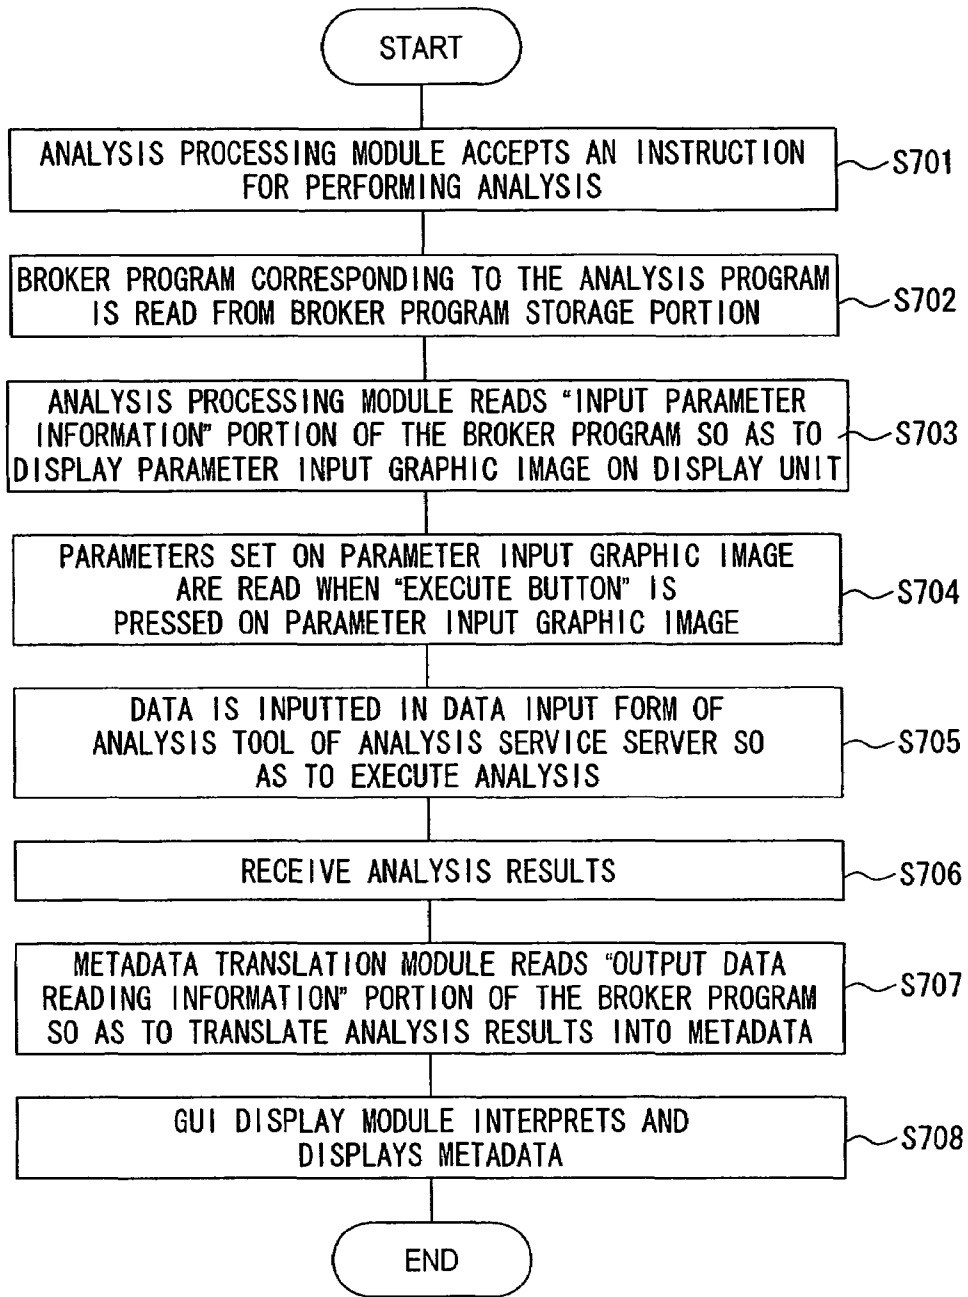 START
ANALYSIS PROCESSING MODULE ACCEPTS AN INSTRUCTION
FOR PERFORMING ANALYSIS
S701
BROKER PROGRAM CORRESPONDING TO THE ANALYSIS PROGRAM
IS READ FROM BROKER PROGRAM STORAGE PORTION
S702
ANALYSIS PROCESSING MODULE READS "INPUT PARAMETER
INFORMATION" PORTION OF THE BROKER PROGRAM SO AS TO
DISPLAY PARAMETER INPUT GRAPHIC IMAGE ON DISPLAY UNIT
S703
PARAMETERS SET ON PARAMETER INPUT GRAPHIC IMAGE
ARE READ WHEN "EXECUTE BUTTON" IS
PRESSED ON PARAMETER INPUT GRAPHIC IMAGE
S704
DATA IS INPUTTED IN DATA INPUT FORM OF
ANALYSIS TOOL OF ANALYSIS SERVICE SERVER SO
AS TO EXECUTE ANALYSIS
S705
RECEIVE ANALYSIS RESULTS
S706
METADATA TRANSLATION MODULE READS "OUTPUT DATA
READING INFORMATION" PORTION OF THE BROKER PROGRAM
SO AS TO TRANSLATE ANALYSIS RESULTS INTO METADATA
S707
GUI DISPLAY MODULE INTERPRETS AND
DISPLAYS METADATA
S708
END